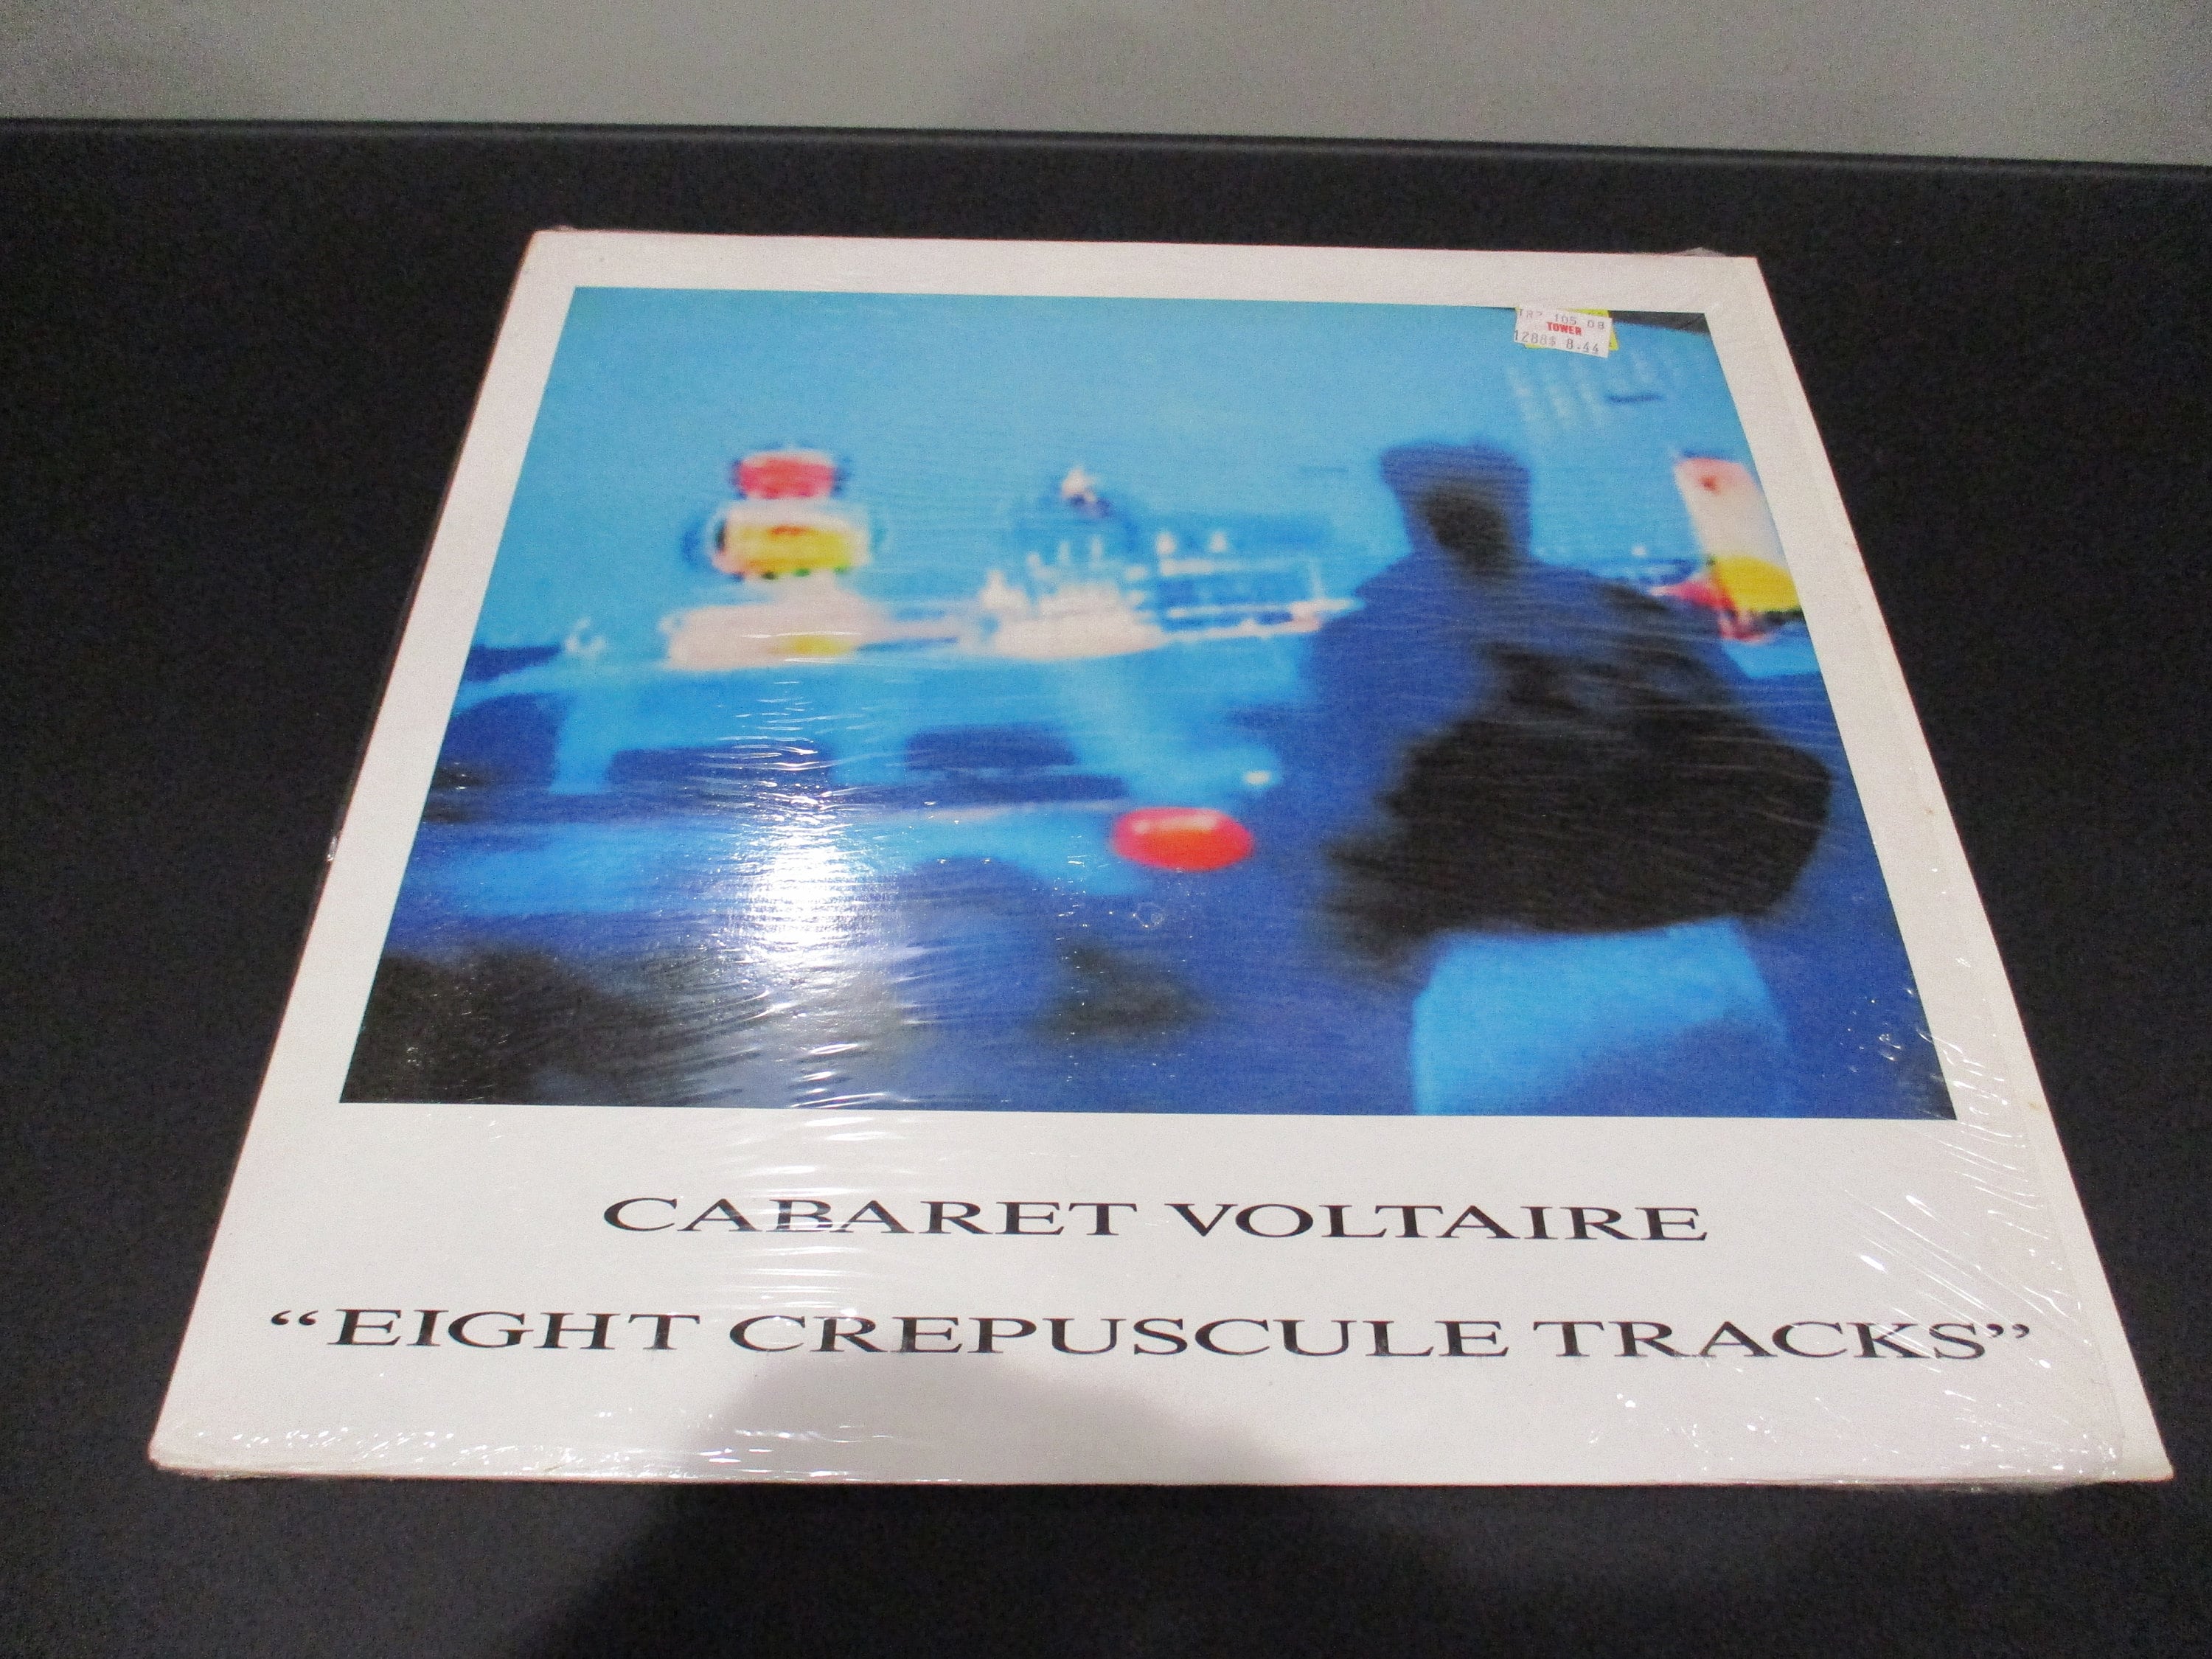 TOWER
8.44
CABARET VOLTAIRE
“EIGHT CREPUSCULE TRACKS”